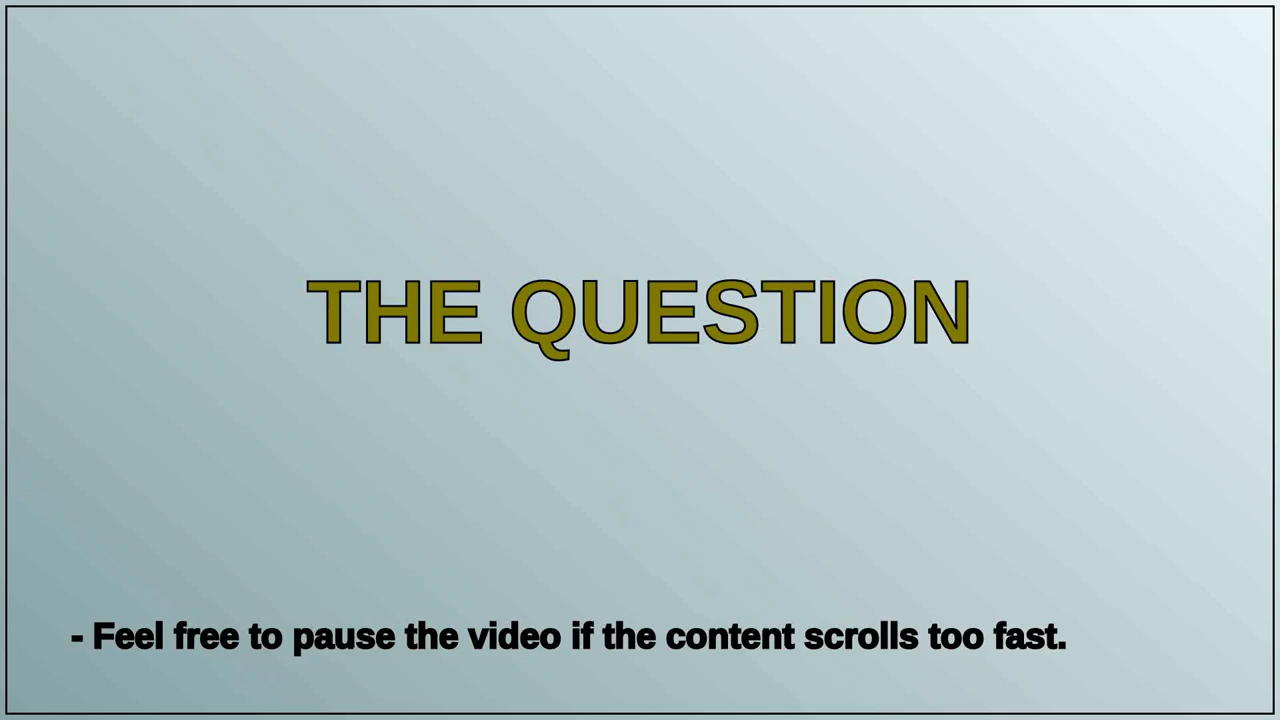 THE QUESTION
- Feel free to pause the video if the content scrolls too fast.